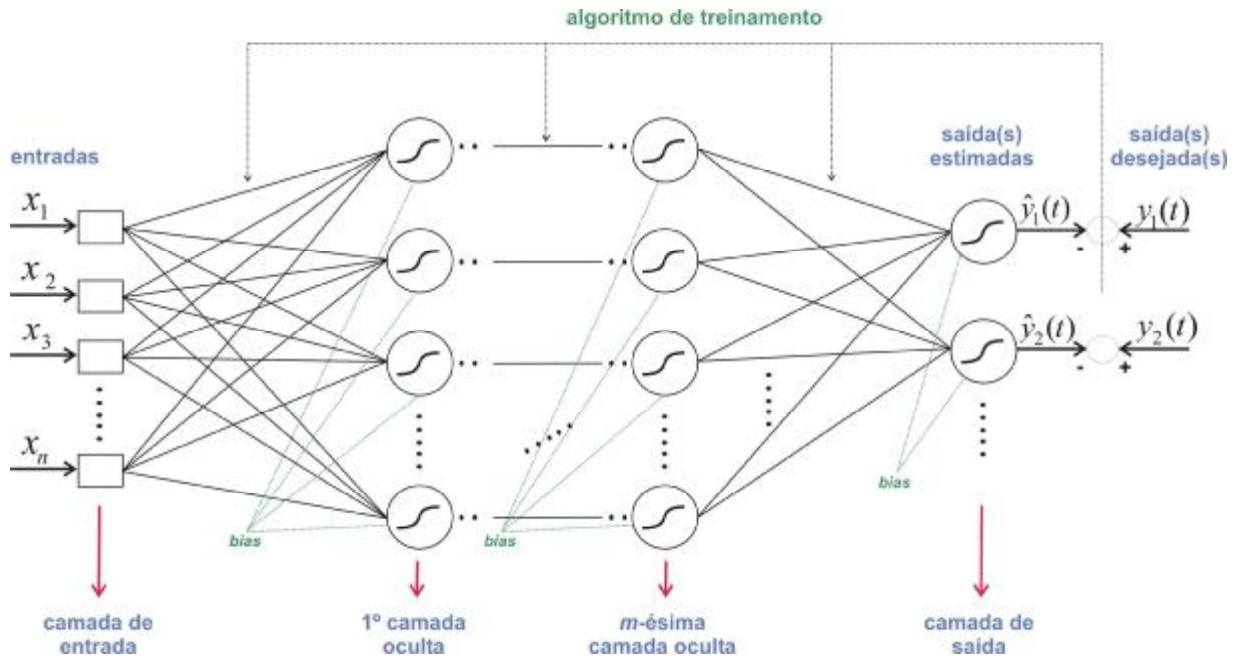 algoritmo de treinamento
entradas
saída(s)
estimadas
saída(s)
desejada(s)
x₁
x₂
x₃
xₙ
ŷ₁(t)
-
+
y₁(t)
ŷ₂(t)
-
+
y₂(t)
bias
bias
bias
camada de
entrada
1º camada
oculta
m-ésima
camada oculta
camada de
saída